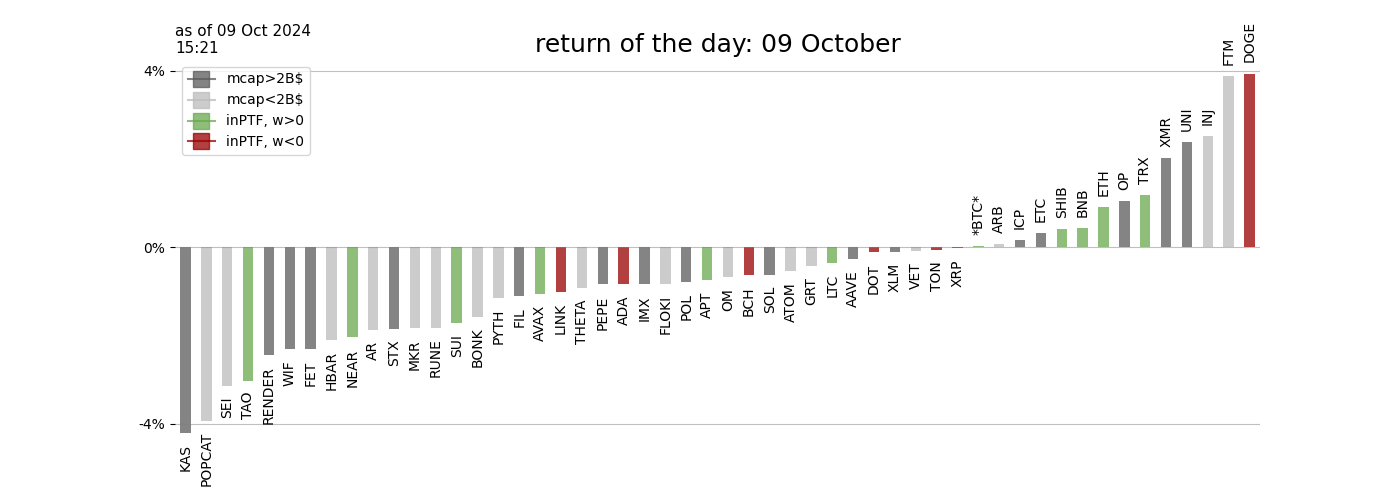 as of 09 Oct 2024
15:21
return of the day: 09 October
4%
0%
-4%
mcap>2B$
mcap<2B$
inPTF, w>0
inPTF, w<0
KAS
POPCAT
SEI
TAO
RENDER
WIF
FET
HBAR
NEAR
AR
STX
MKR
RUNE
SUI
BONK
PYTH
FIL
AVAX
LINK
THETA
PEPE
ADA
IMX
FLOKI
POL
APT
OM
BCH
SOL
ATOM
GRT
LTC
AAVE
DOT
XLM
VET
TON
XRP
*BTC*
ARB
ICP
ETC
SHIB
BNB
ETH
OP
TRX
XMR
UNI
INJ
FTM
DOGE